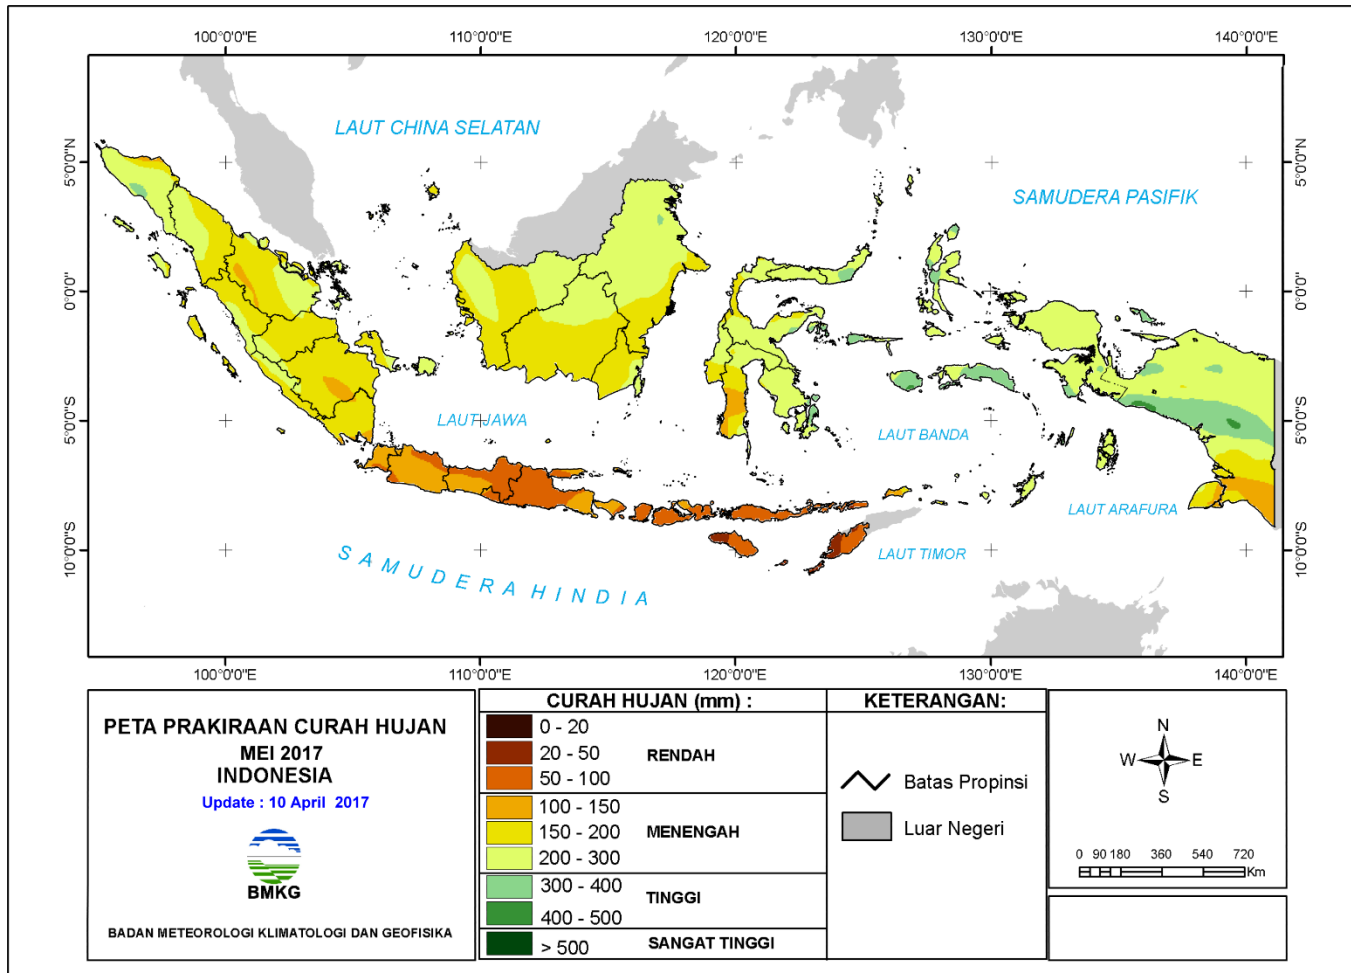 100°0'0"E 110°0'0"E 120°0'0"E 130°0'0"E 140°0'0"E
LAUT CHINA SELATAN
5°0'0"N 5°0'0"N
SAMUDERA PASIFIK
0°0'0" 0°0'0"
5°0'0"S 5°0'0"S
LAUT JAWA
LAUT BANDA
LAUT ARAFURA
10°0'0"S 10°0'0"S
LAUT TIMOR
SAMUDERA HINDIA
100°0'0"E 110°0'0"E 120°0'0"E 130°0'0"E 140°0'0"E
PETA PRAKIRAAN CURAH HUJAN
MEI 2017
INDONESIA
Update : 10 April 2017
BMKG
BADAN METEOROLOGI KLIMATOLOGI DAN GEOFISIKA
CURAH HUJAN (mm) :
0 - 20
20 - 50
50 - 100
RENDAH
100 - 150
150 - 200
200 - 300
MENENGAH
300 - 400
400 - 500
TINGGI
> 500
SANGAT TINGGI
KETERANGAN:
Batas Propinsi
Luar Negeri
N
W E
S
0 90 180 360 540 720
Km